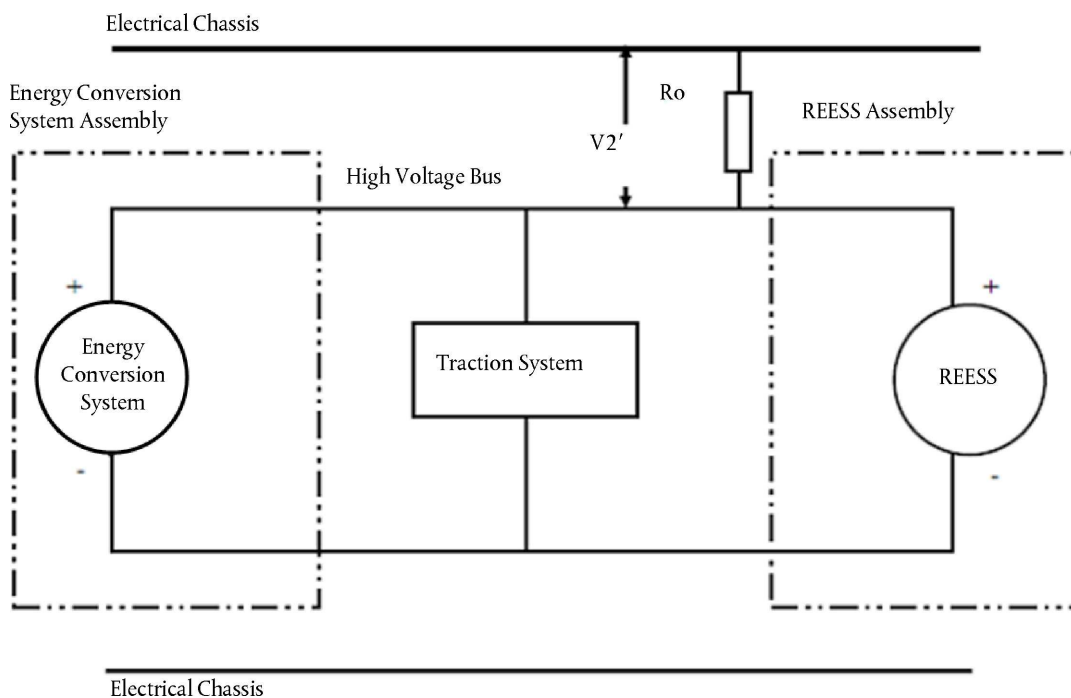 Electrical Chassis
Energy Conversion
System Assembly
Ro
REESS Assembly
V2′
High Voltage Bus
+
+
Energy
Conversion
System
Traction System
REESS
-
-
Electrical Chassis